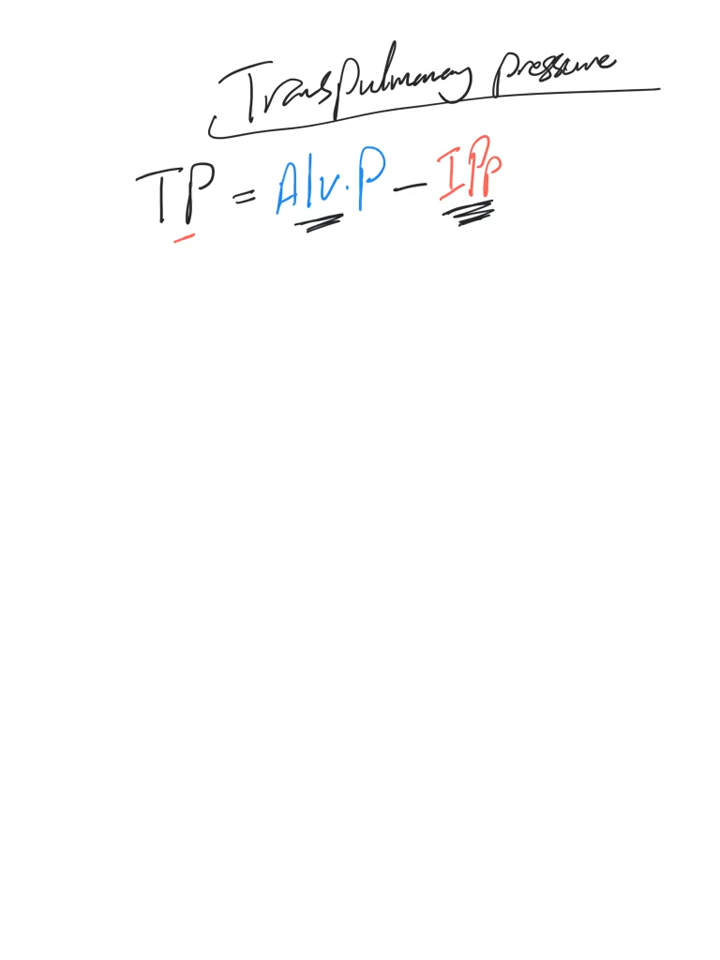 Transpulmonary pressure
TP = Alv.P - IPp